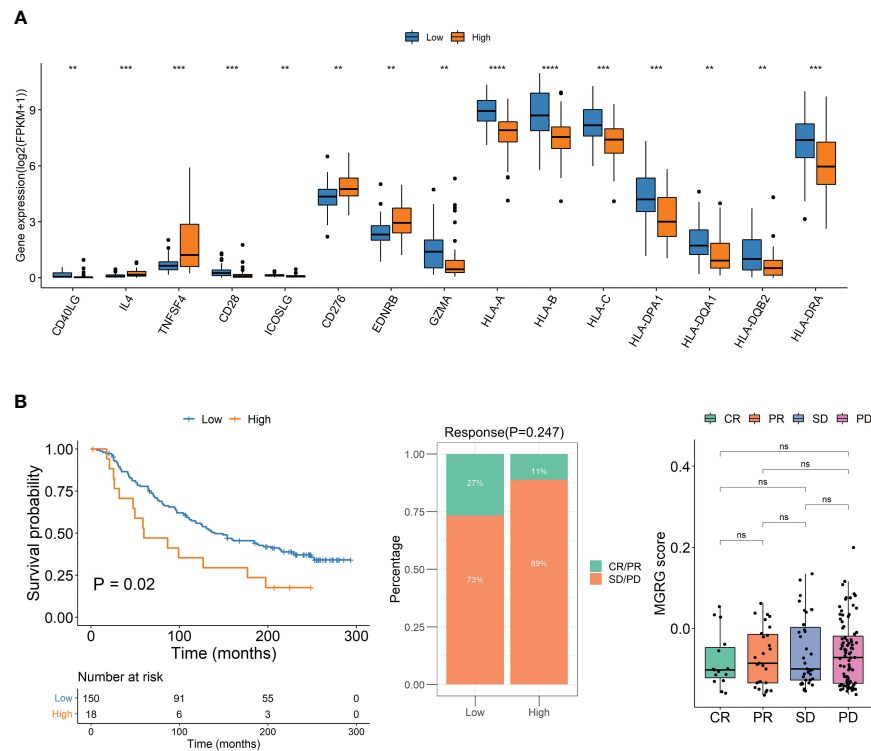 A
Low High
** *** *** *** ** ** ** ** **** **** *** *** ** ** ***
Gene expression(log2(FPKM+1))
9
6
3
0
CD40LG IL4 TNFSF4 CD28 ICOSLG CD276 EDNRB GZMA HLA-A HLA-B HLA-C HLA-DPA1 HLA-DQA1 HLA-DQB2 HLA-DRA
B
Low High
Survival probability
1.00
0.75
0.50
0.25
0.00
P = 0.02
0 100 200 300
Time (months)
Number at risk
Low 150 91 55 0
High 18 6 3 0
0 100 200 300
Time (months)
Response(P=0.247)
Percentage
1.00
0.75
0.50
0.25
0.00
27% 11%
73% 89%
Low High
CR/PR
SD/PD
CR PR SD PD
MGRG score
0.4
0.2
0.0
ns
ns
ns
ns
ns
ns
CR PR SD PD